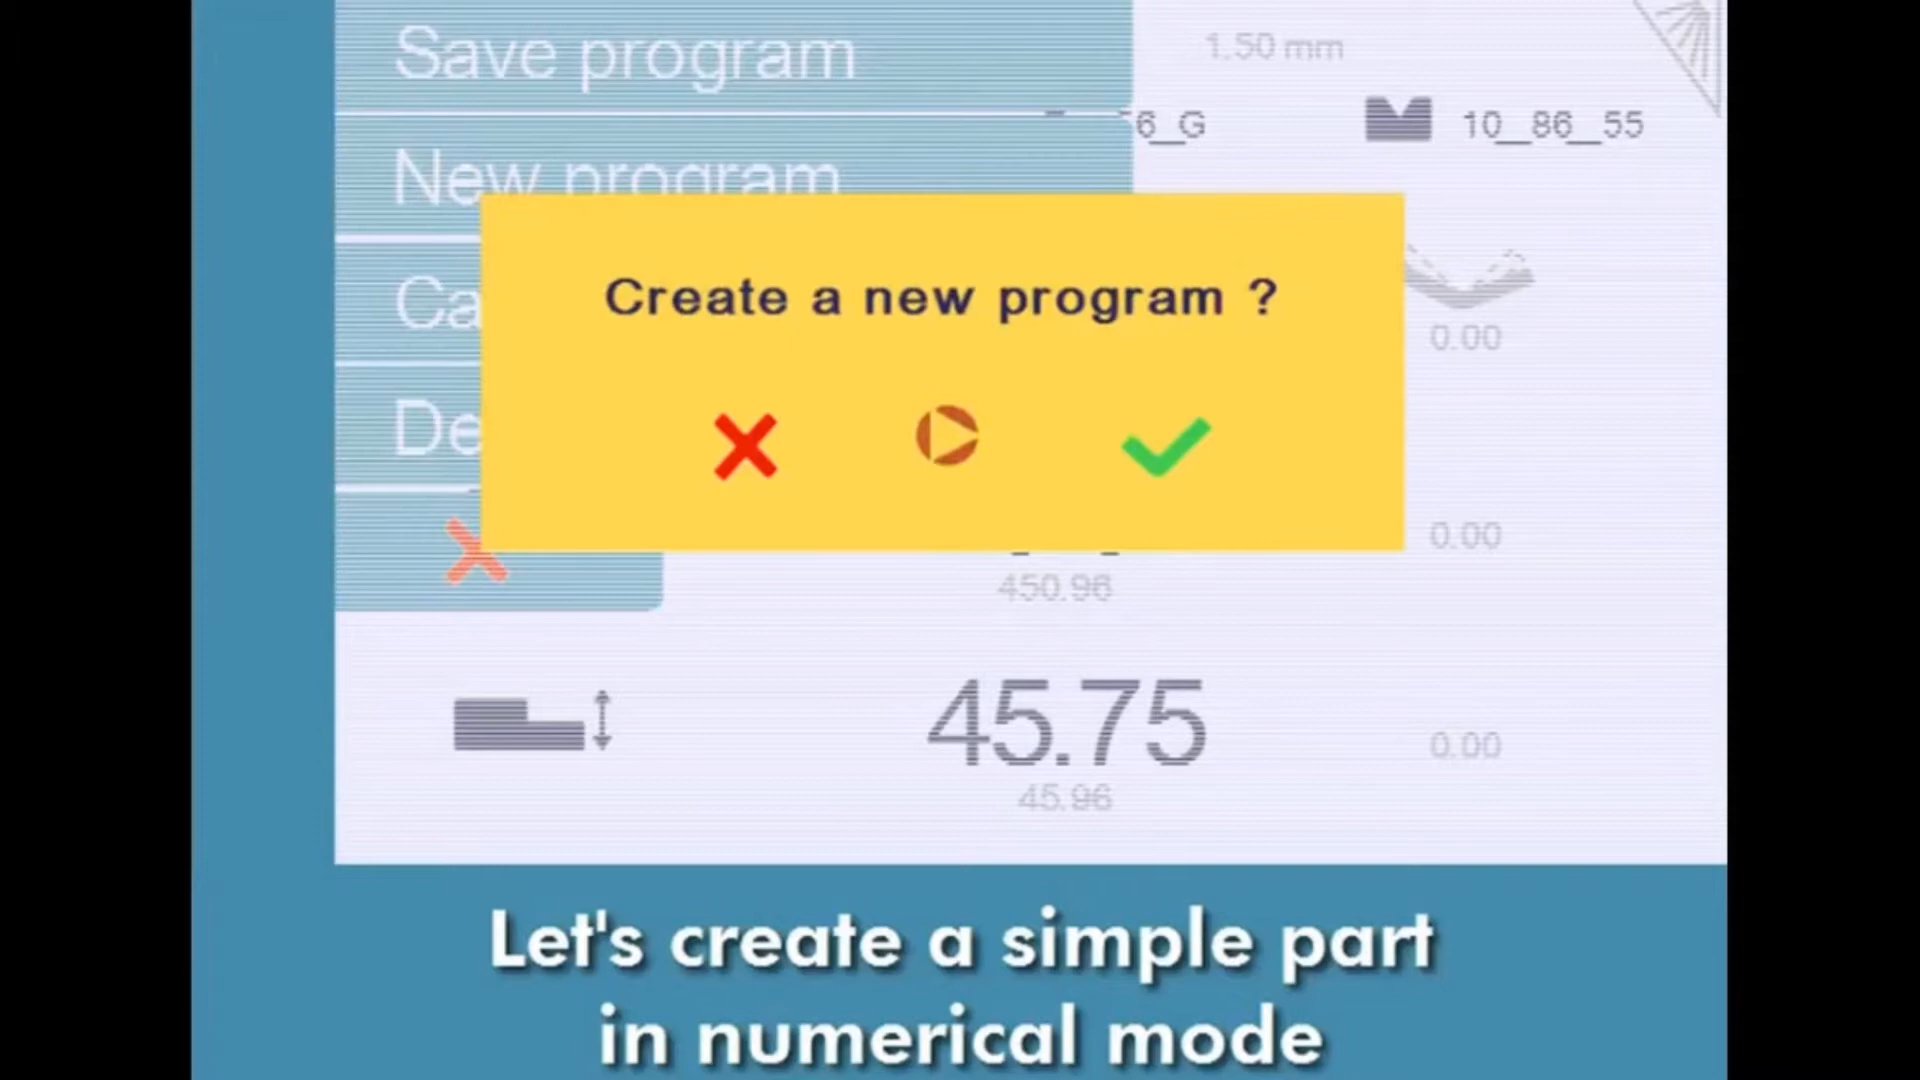 Save program
1.50 mm
6_G
10_86_55
New program
Create a new program ?
0.00
0.00
450.96
45.75
0.00
45.96
Let's create a simple part
in numerical mode